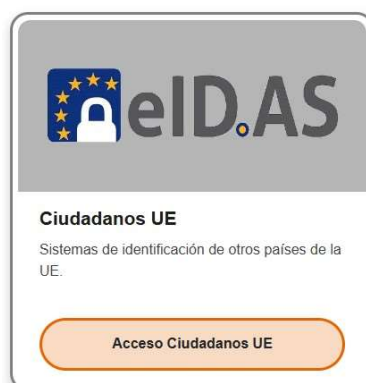 eID.AS
Ciudadanos UE
Sistemas de identificación de otros países de la
UE.
Acceso Ciudadanos UE